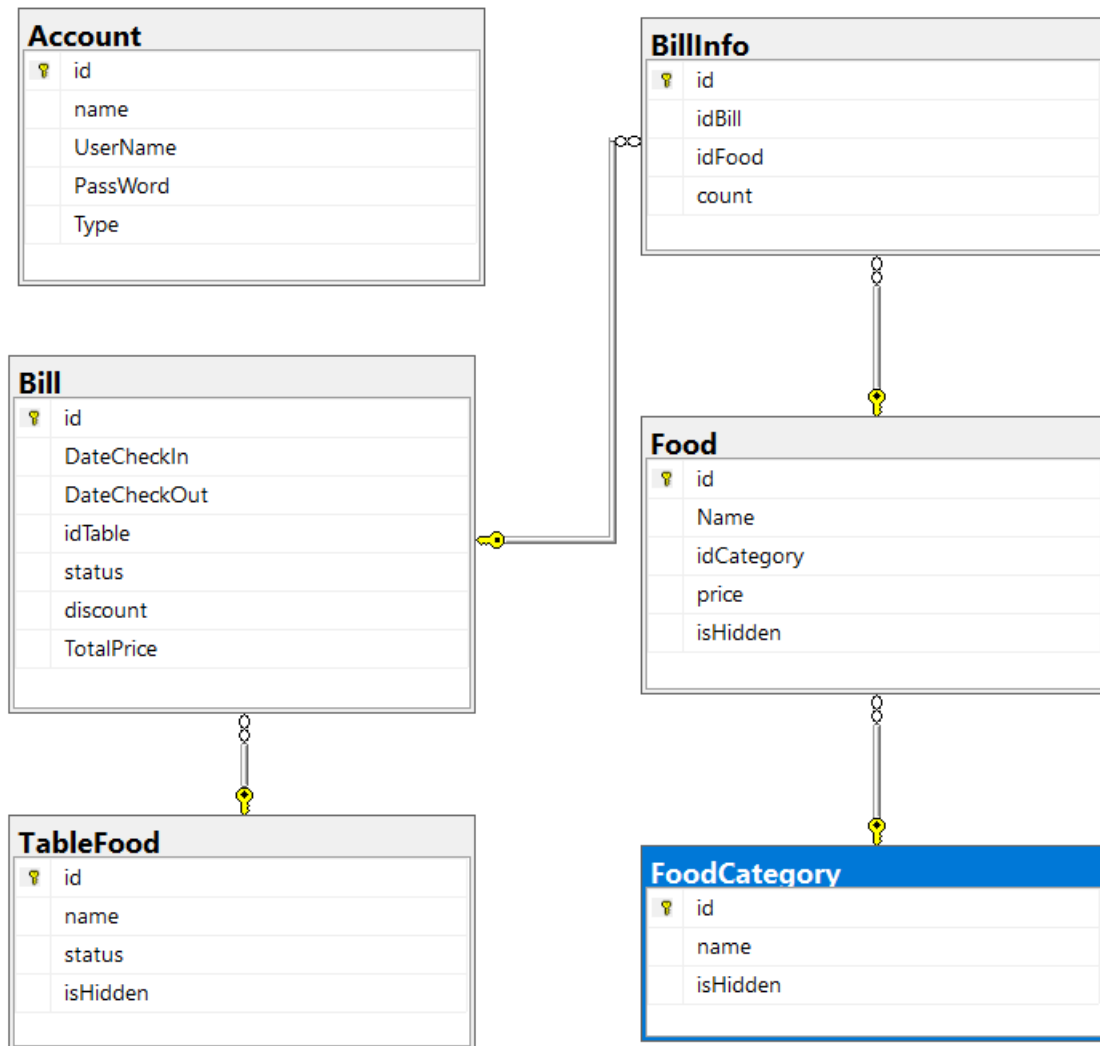 Account
id
name
UserName
PassWord
Type
BillInfo
id
idBill
idFood
count
Bill
id
DateCheckIn
DateCheckOut
idTable
status
discount
TotalPrice
Food
id
Name
idCategory
price
isHidden
TableFood
id
name
status
isHidden
FoodCategory
id
name
isHidden